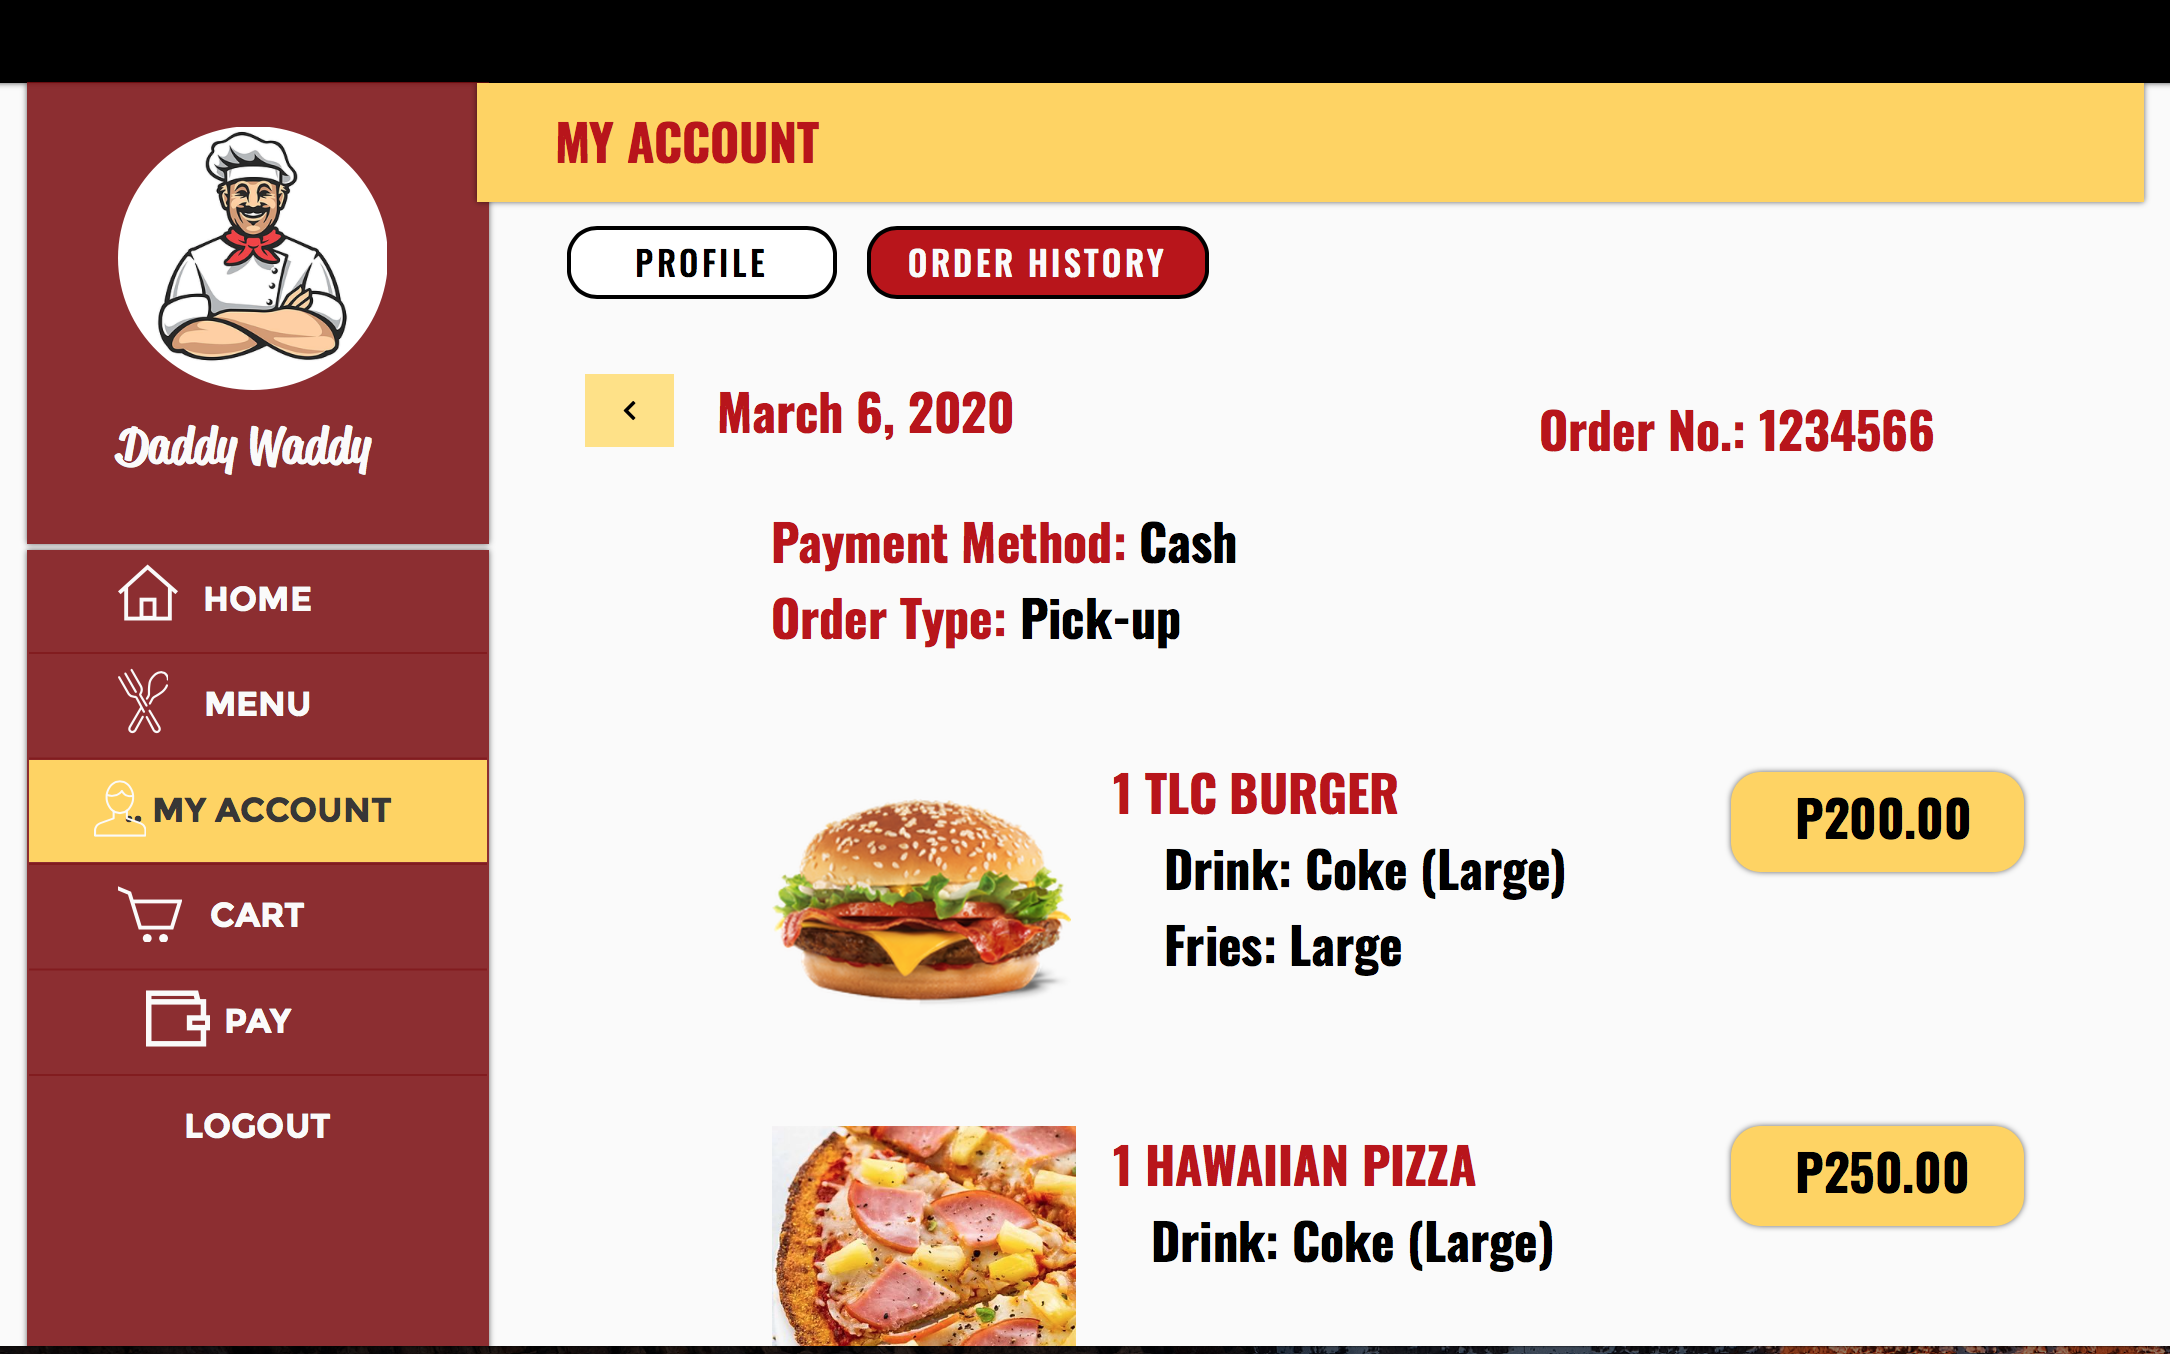 MY ACCOUNT
PROFILE
ORDER HISTORY
Daddy Waddy
HOME
MENU
MY ACCOUNT
CART
PAY
LOGOUT
March 6, 2020
Order No.: 1234566
Payment Method: Cash
Order Type: Pick-up
1 TLC BURGER
P200.00
Drink: Coke (Large)
Fries: Large
1 HAWAIIAN PIZZA
P250.00
Drink: Coke (Large)